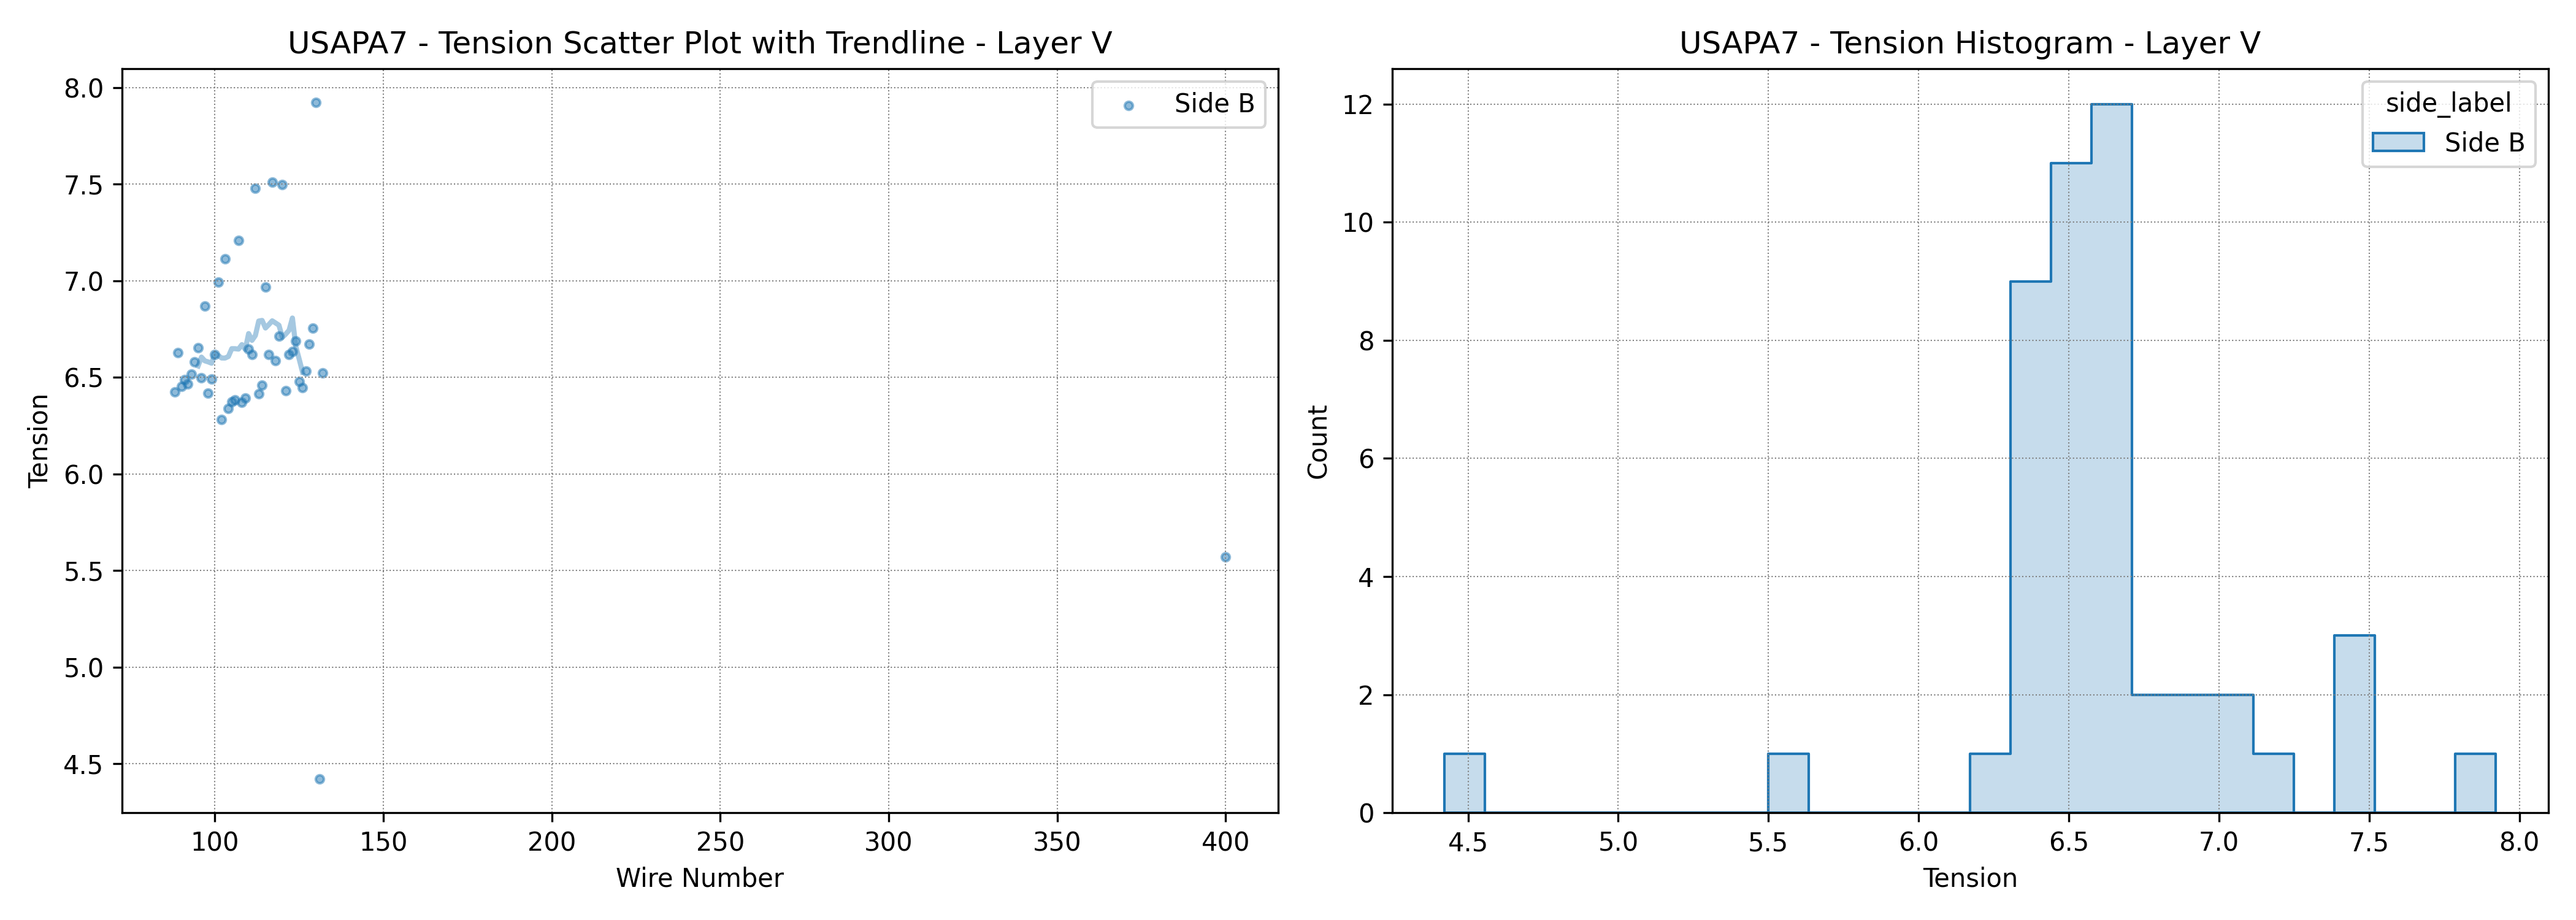 USAPA7 - Tension Scatter Plot with Trendline - Layer V
Side B
8.0
7.5
7.0
6.5
6.0
5.5
5.0
4.5
Tension
100 150 200 250 300 350 400
Wire Number
USAPA7 - Tension Histogram - Layer V
side_label
Side B
12
10
8
6
4
2
0
Count
4.5 5.0 5.5 6.0 6.5 7.0 7.5 8.0
Tension